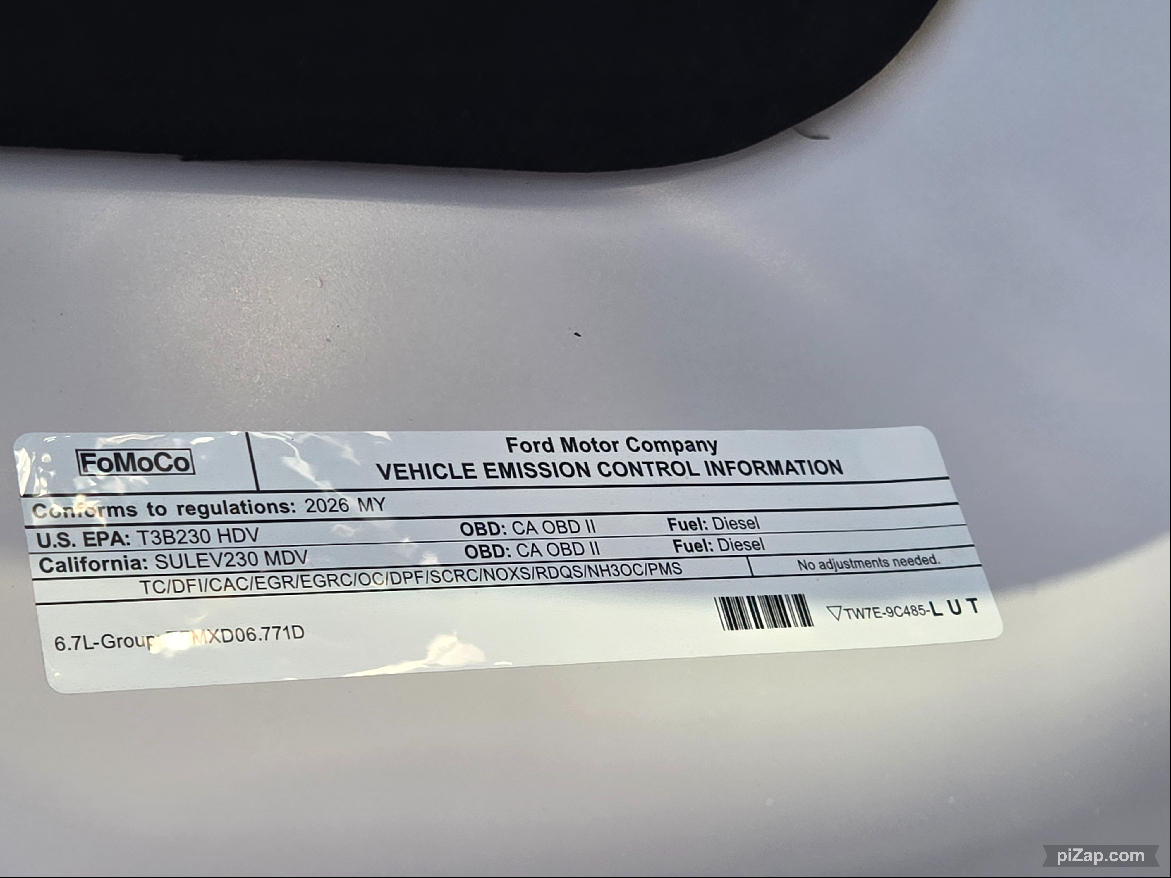 FoMoCo
Ford Motor Company
VEHICLE EMISSION CONTROL INFORMATION
Conforms to regulations: 2026 MY
U.S. EPA: T3B230 HDV OBD: CA OBD II Fuel: Diesel
California: SULEV230 MDV OBD: CA OBD II Fuel: Diesel
TC/DFI/CAC/EGR/EGRC/OC/DPF/SCRC/NOXS/RDQS/NH3OC/PMS No adjustments needed.
6.7L-Group:
TW7E-9C485-L U T
piZap.com